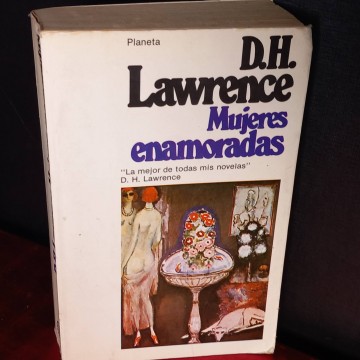 Planeta
D.H.
Lawrence
Mujeres
enamoradas
"La mejor de todas mis novelas"
D. H. Lawrence